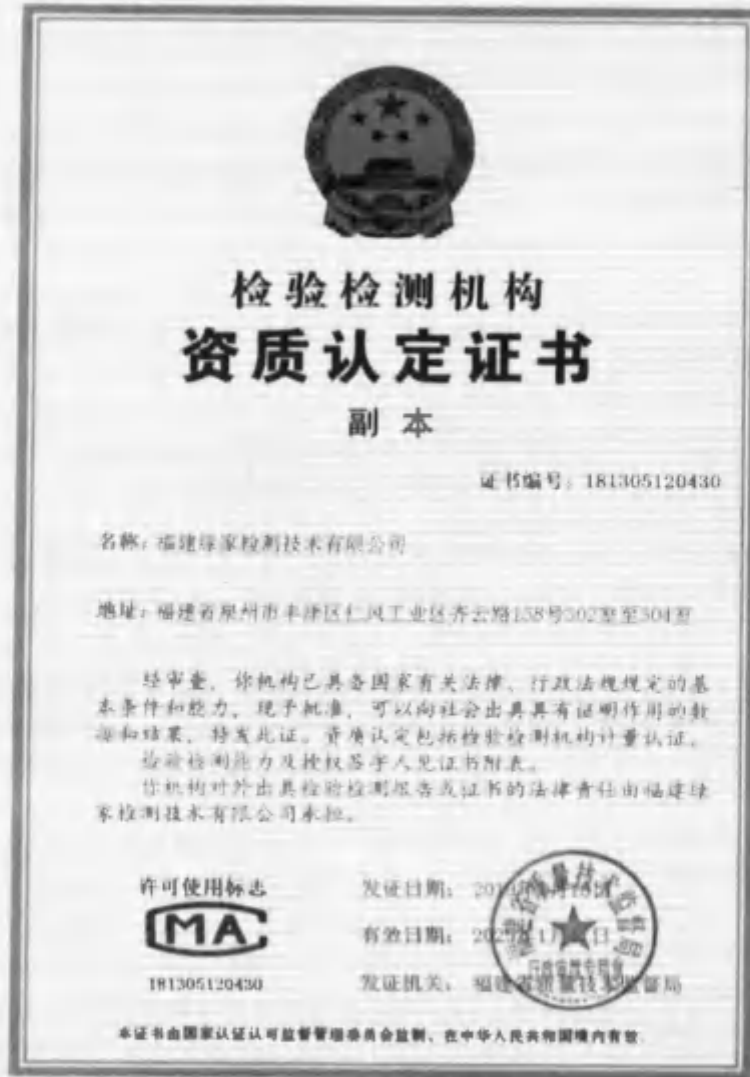 检验检测机构
资质认定证书
副 本
证书编号：181305120430
名称：福建绿家检测技术有限公司
地址：福建省泉州市丰泽区仁风工业区齐云路158号302室至304室
经审查，你机构已具备国家有关法律、行政法规规定的基
本条件和能力，现予批准，可以向社会出具具有证明作用的数
据和结果，特发此证。资质认定包括检验检测机构计量认证。
检验检测能力及授权签字人见证书附表。
你机构对外出具检验检测报告或证书的法律责任由福建绿
家检测技术有限公司承担。
许可使用标志
MA
181305120430
发证日期：
有效日期：
发证机关：福建省质量技术监督局
本证书由国家认证认可监督管理委员会监制、在中华人民共和国境内有效